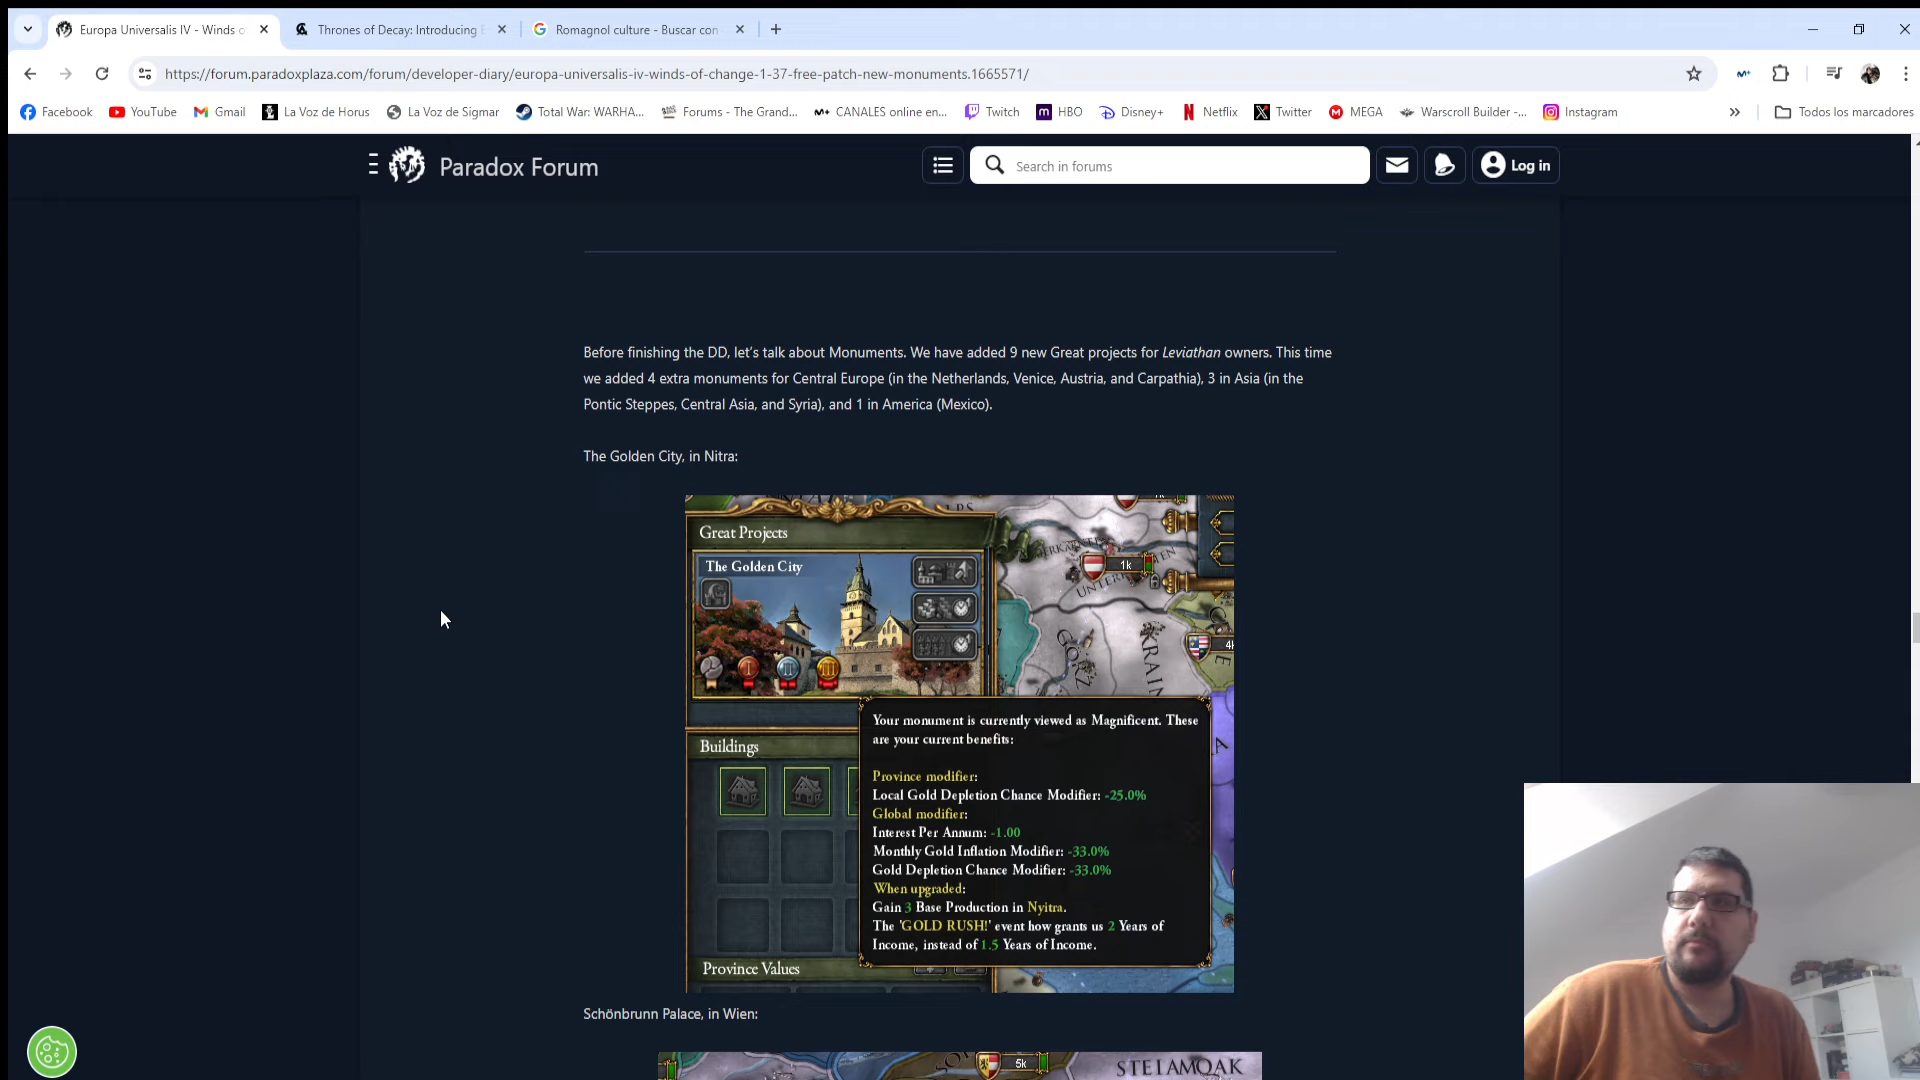 Europa Universalis IV - Winds o
Thrones of Decay: Introducing E
Romagnol culture - Buscar con
https://forum.paradoxplaza.com/forum/developer-diary/europa-universalis-iv-winds-of-change-1-37-free-patch-new-monuments.1665571/
Facebook
YouTube
Gmail
La Voz de Horus
La Voz de Sigmar
Total War: WARHA...
Forums - The Grand...
CANALES online en...
Twitch
HBO
Disney+
Netflix
Twitter
MEGA
Warscroll Builder -...
Instagram
»
Todos los marcadores
Paradox Forum
Search in forums
Log in
Before finishing the DD, let's talk about Monuments. We have added 9 new Great projects for Leviathan owners. This time
we added 4 extra monuments for Central Europe (in the Netherlands, Venice, Austria, and Carpathia), 3 in Asia (in the
Pontic Steppes, Central Asia, and Syria), and 1 in America (Mexico).
The Golden City, in Nitra:
Great Projects
The Golden City
I
II
III
1k
GORZ
KRAIN
Your monument is currently viewed as Magnificent. These
are your current benefits:
Buildings
Province modifier:
Local Gold Depletion Chance Modifier: -25.0%
Global modifier:
Interest Per Annum: -1.00
Monthly Gold Inflation Modifier: -33.0%
Gold Depletion Chance Modifier: -33.0%
When upgraded:
Gain 3 Base Production in Nyitra.
The 'GOLD RUSH!' event how grants us 2 Years of
Income, instead of 1.5 Years of Income.
Province Values
Schönbrunn Palace, in Wien:
5k